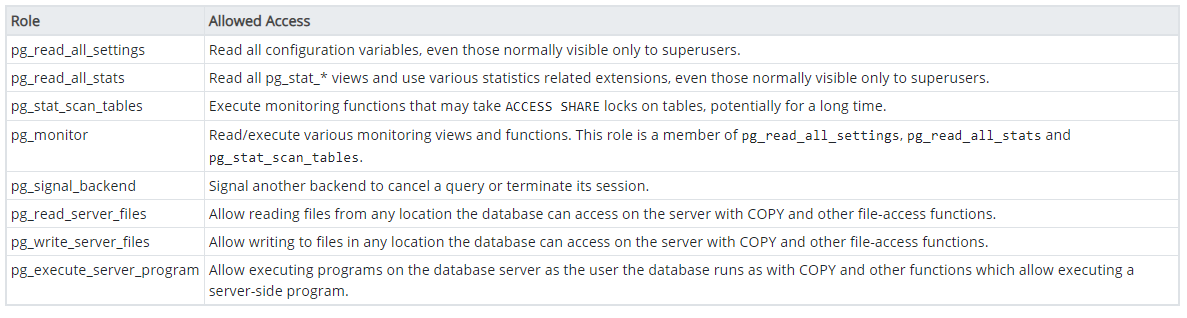 Role Allowed Access
pg_read_all_settings Read all configuration variables, even those normally visible only to superusers.
pg_read_all_stats Read all pg_stat_* views and use various statistics related extensions, even those normally visible only to superusers.
pg_stat_scan_tables Execute monitoring functions that may take ACCESS SHARE locks on tables, potentially for a long time.
pg_monitor Read/execute various monitoring views and functions. This role is a member of pg_read_all_settings, pg_read_all_stats and
pg_stat_scan_tables.
pg_signal_backend Signal another backend to cancel a query or terminate its session.
pg_read_server_files Allow reading files from any location the database can access on the server with COPY and other file-access functions.
pg_write_server_files Allow writing to files in any location the database can access on the server with COPY and other file-access functions.
pg_execute_server_program Allow executing programs on the database server as the user the database runs as with COPY and other functions which allow executing a
server-side program.